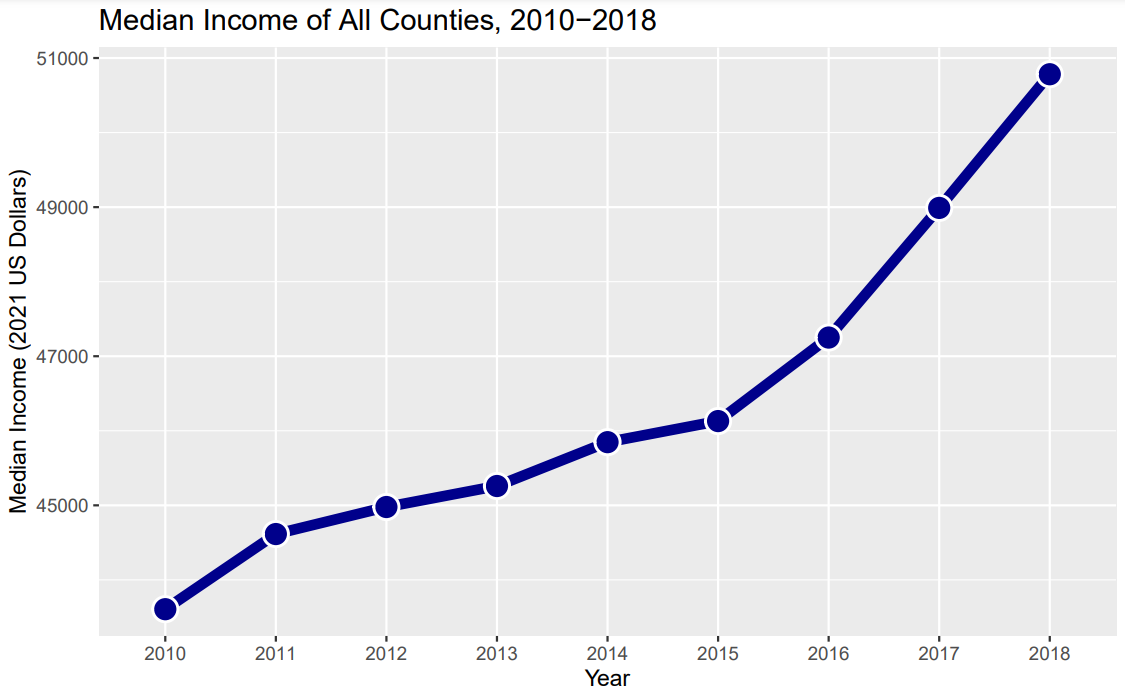 Median Income of All Counties, 2010−2018
Median Income (2021 US Dollars)
51000
49000
47000
45000
2010 2011 2012 2013 2014 2015 2016 2017 2018
Year